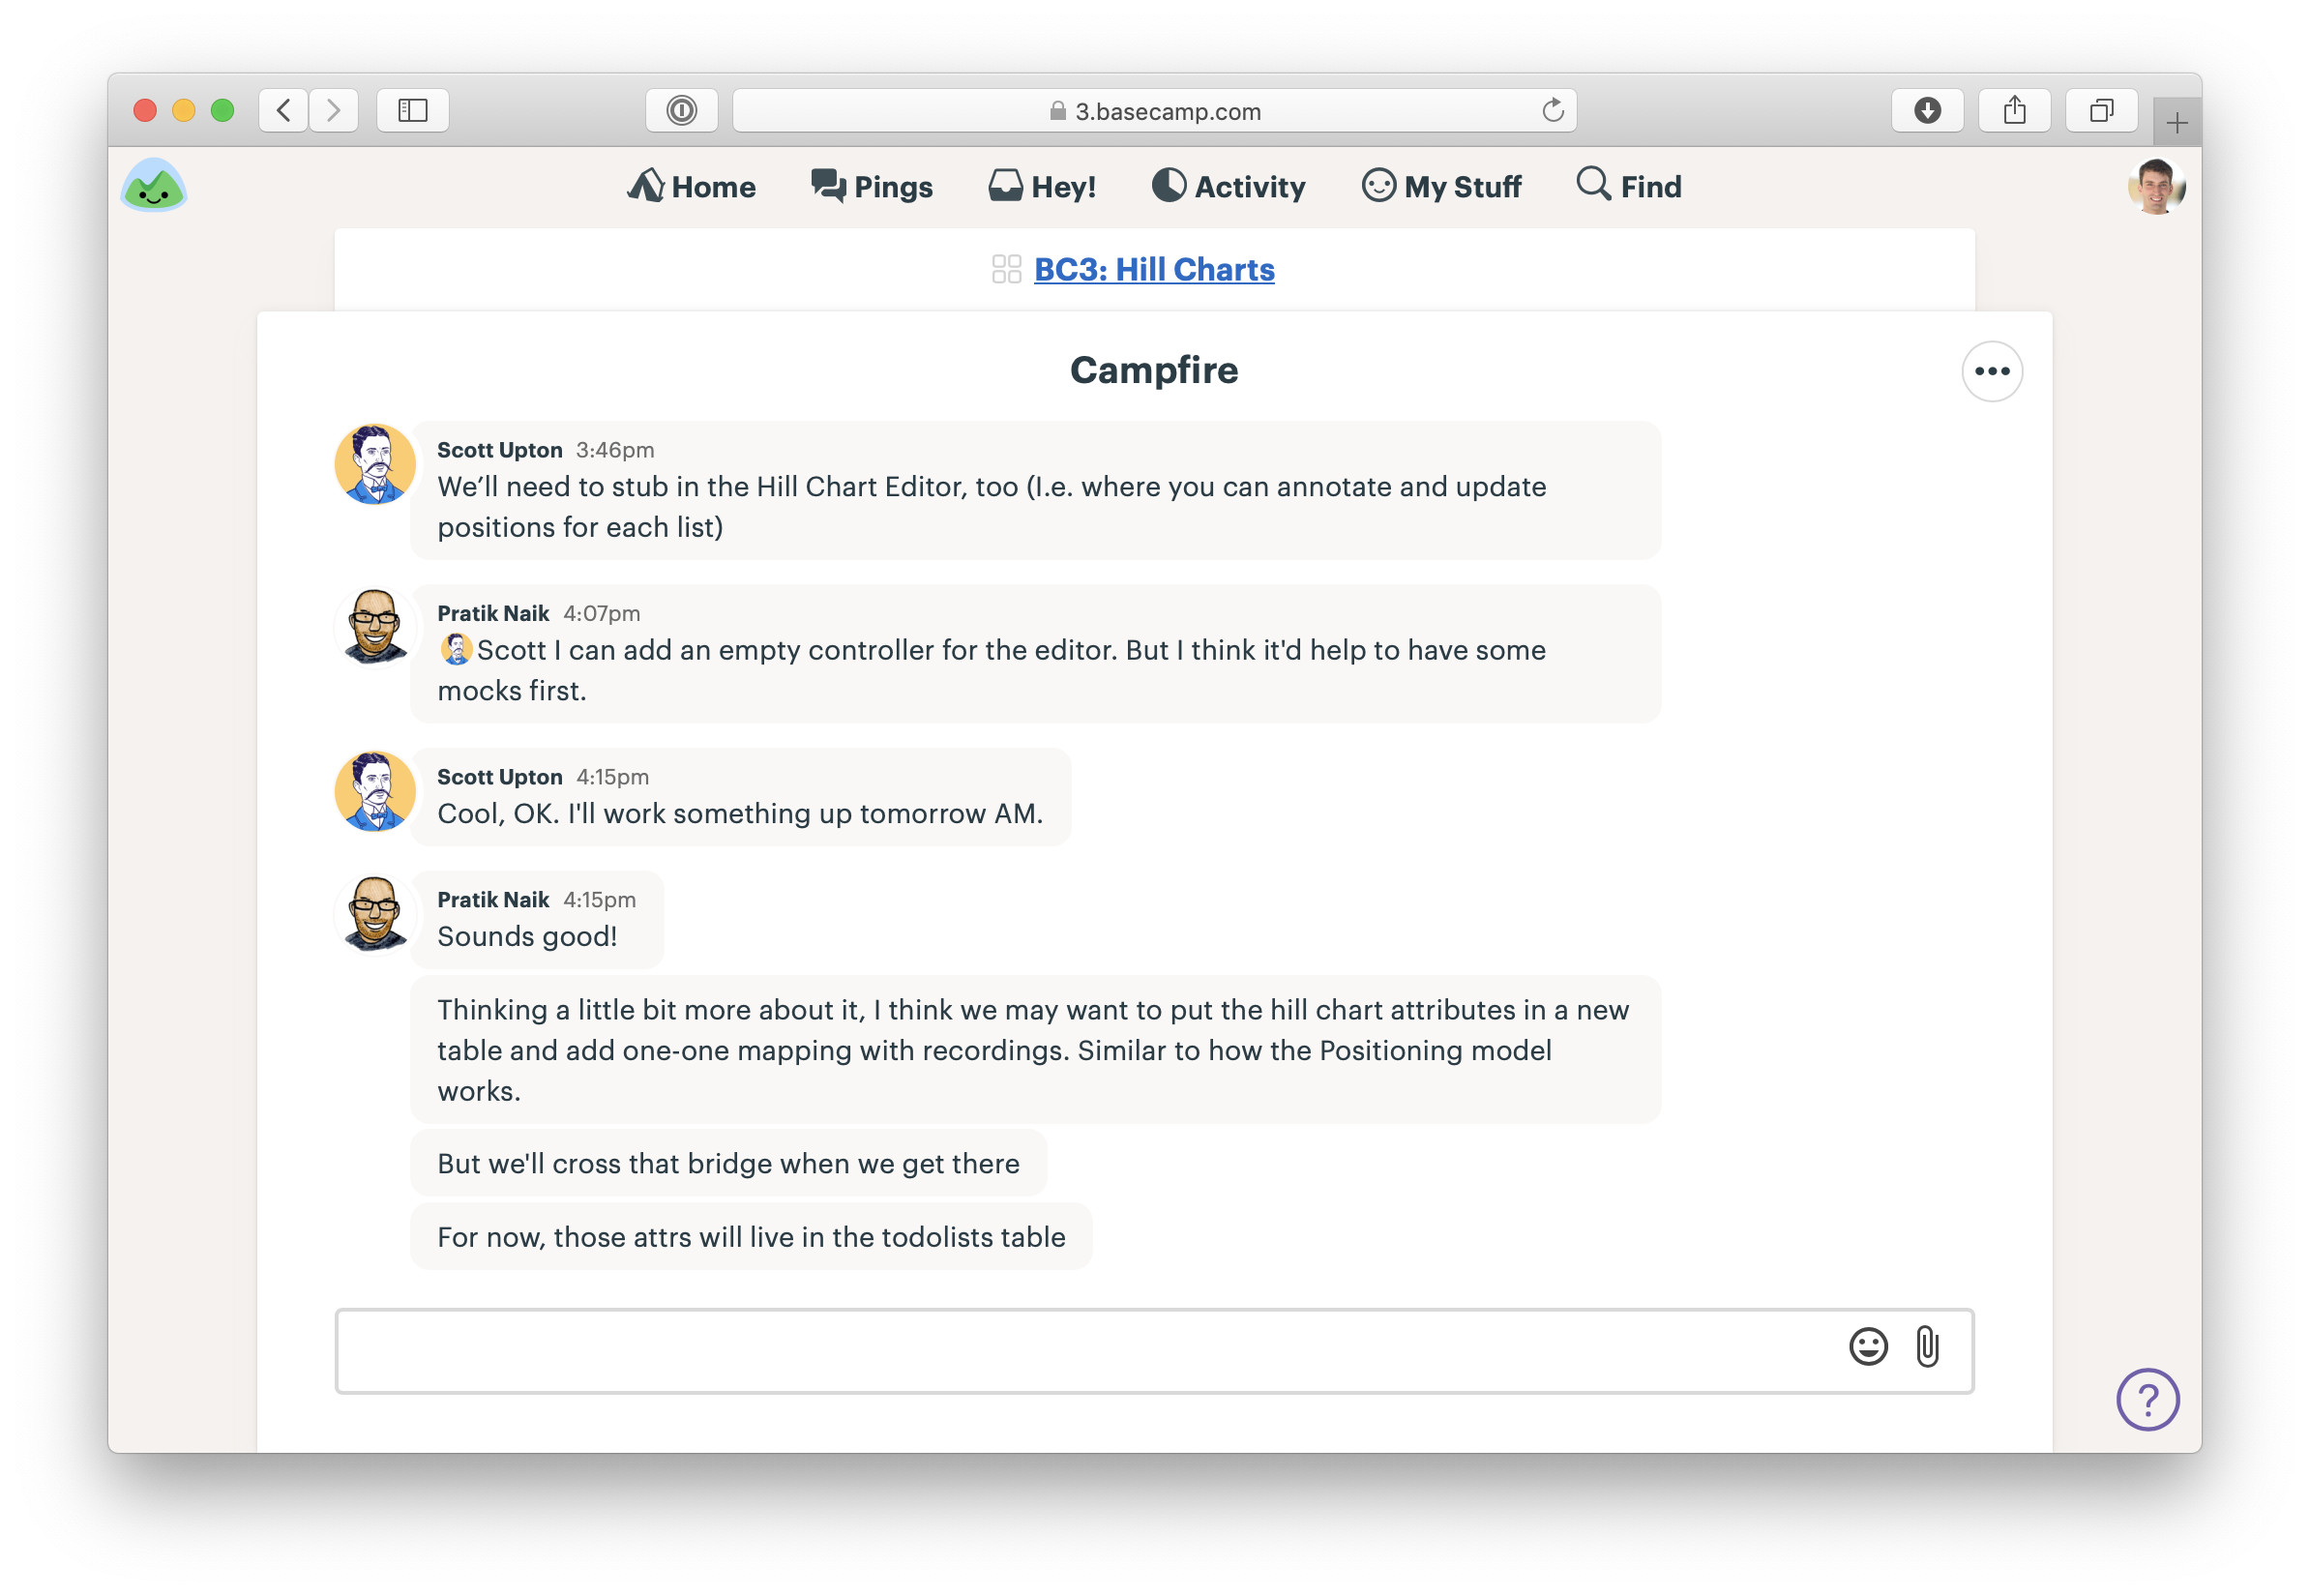 3.basecamp.com
Home Pings Hey! Activity My Stuff Find
BC3: Hill Charts
Campfire
Scott Upton 3:46pm
We’ll need to stub in the Hill Chart Editor, too (I.e. where you can annotate and update
positions for each list)
Pratik Naik 4:07pm
Scott I can add an empty controller for the editor. But I think it'd help to have some
mocks first.
Scott Upton 4:15pm
Cool, OK. I'll work something up tomorrow AM.
Pratik Naik 4:15pm
Sounds good!
Thinking a little bit more about it, I think we may want to put the hill chart attributes in a new
table and add one-one mapping with recordings. Similar to how the Positioning model
works.
But we'll cross that bridge when we get there
For now, those attrs will live in the todolists table
?